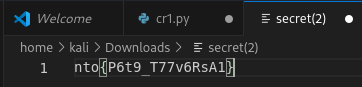 Welcome cr1.py secret(2)
home > kali > Downloads > secret(2)
1 nto{P6t9_T77v6RsA1}